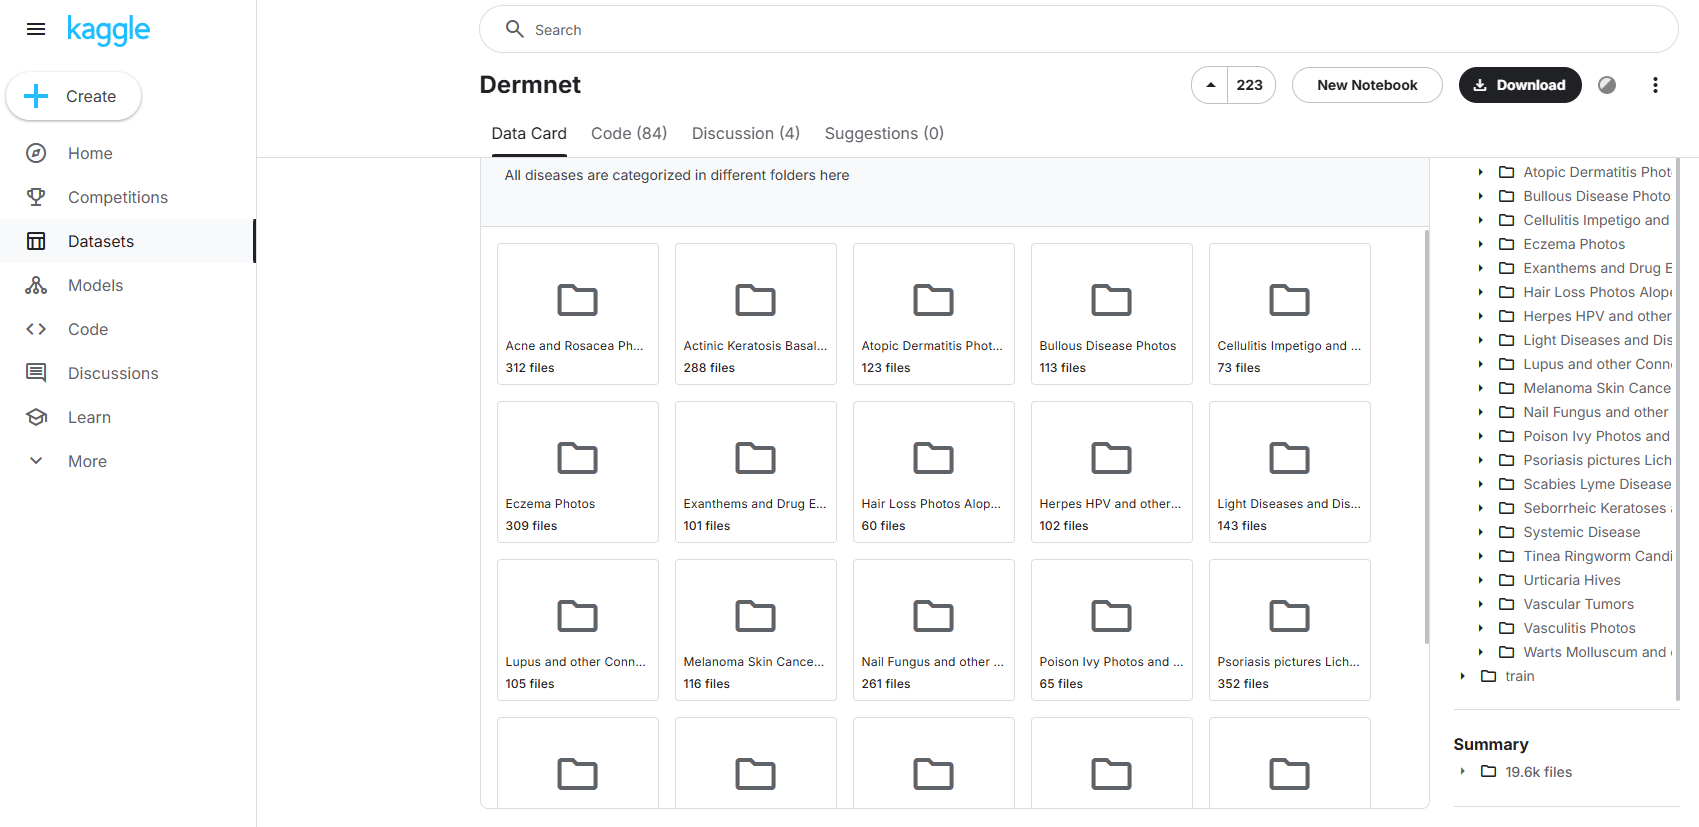 kaggle
Search
Create
Home
Competitions
Datasets
Models
Code
Discussions
Learn
More
Dermnet
223
New Notebook
Download
Data Card
Code (84)
Discussion (4)
Suggestions (0)
All diseases are categorized in different folders here
Acne and Rosacea Ph...
312 files
Actinic Keratosis Basal...
288 files
Atopic Dermatitis Phot...
123 files
Bullous Disease Photos
113 files
Cellulitis Impetigo and ...
73 files
Eczema Photos
309 files
Exanthems and Drug E...
101 files
Hair Loss Photos Alop...
60 files
Herpes HPV and other...
102 files
Light Diseases and Dis...
143 files
Lupus and other Conn...
105 files
Melanoma Skin Cance...
116 files
Nail Fungus and other ...
261 files
Poison Ivy Photos and ...
65 files
Psoriasis pictures Lich...
352 files
Atopic Dermatitis Phot
Bullous Disease Photo
Cellulitis Impetigo and
Eczema Photos
Exanthems and Drug E
Hair Loss Photos Alope
Herpes HPV and other
Light Diseases and Dis
Lupus and other Conn
Melanoma Skin Cance
Nail Fungus and other
Poison Ivy Photos and
Psoriasis pictures Lich
Scabies Lyme Disease
Seborrheic Keratoses
Systemic Disease
Tinea Ringworm Candi
Urticaria Hives
Vascular Tumors
Vasculitis Photos
Warts Molluscum and
train
Summary
19.6k files